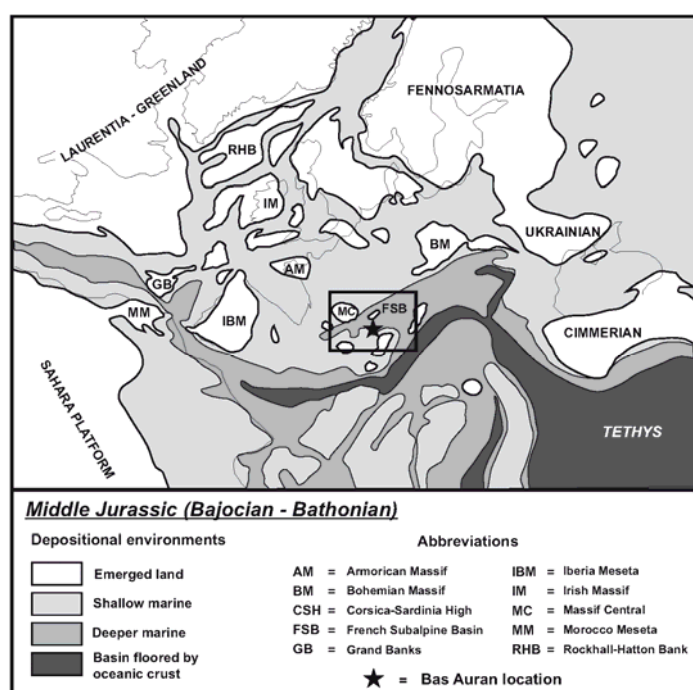 LAURENTIA - GREENLAND
FENNOSARMATIA
RHB
IM
UKRAINIAN
BM
AM
GB
MC
FSB
MM
IBM
CIMMERIAN
SAHARA PLATFORM
TETHYS
Middle Jurassic (Bajocian - Bathonian)
Depositional environments
Emerged land
Shallow marine
Deeper marine
Basin floored by
oceanic crust
Abbreviations
AM = Armorican Massif
BM = Bohemian Massif
CSH = Corsica-Sardinia High
FSB = French Subalpine Basin
GB = Grand Banks
IBM = Iberia Meseta
IM = Irish Massif
MC = Massif Central
MM = Morocco Meseta
RHB = Rockhall-Hatton Bank
= Bas Auran location